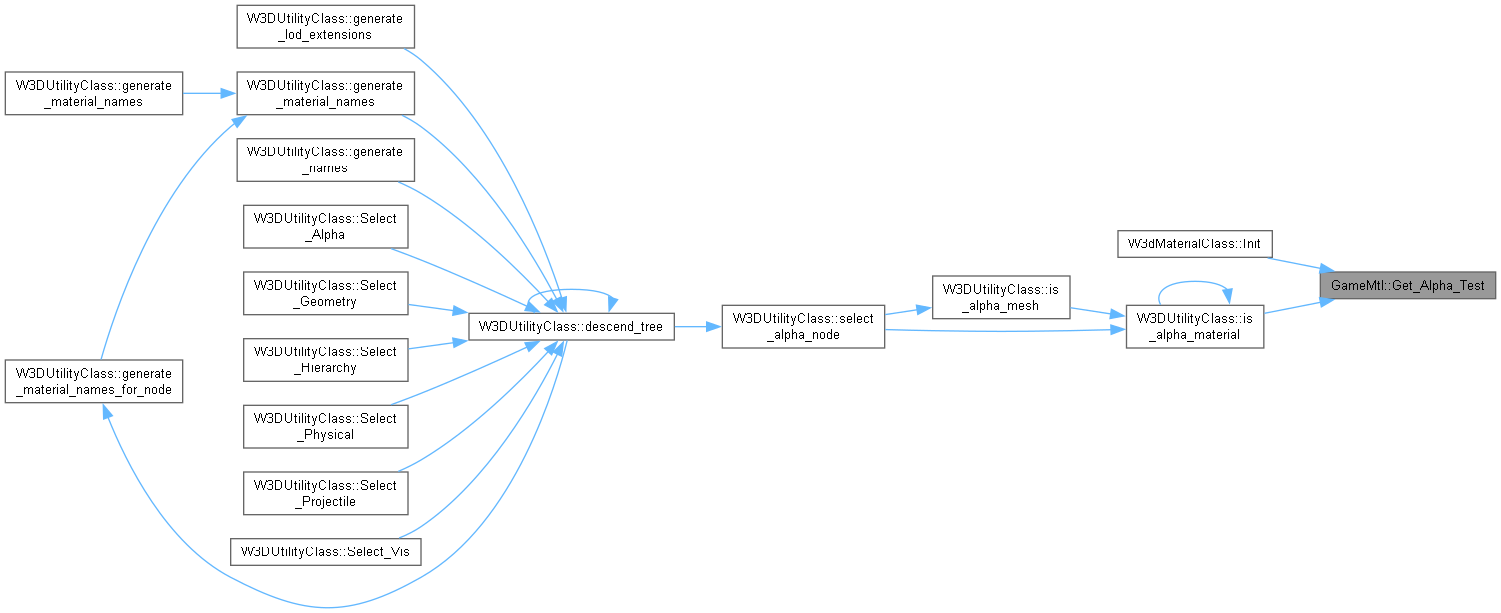 W3DUtilityClass::generate
_lod_extensions
W3DUtilityClass::generate
_material_names
W3DUtilityClass::generate
_material_names
W3DUtilityClass::generate
_names
W3DUtilityClass::Select
_Alpha
W3DUtilityClass::Select
_Geometry
W3DUtilityClass::Select
_Hierarchy
W3DUtilityClass::generate
_material_names_for_node
W3DUtilityClass::Select
_Physical
W3DUtilityClass::Select
_Projectile
W3DUtilityClass::Select_Vis
W3DUtilityClass::descend_tree
W3DUtilityClass::select
_alpha_node
W3DUtilityClass::is
_alpha_mesh
W3dMaterialClass::Init
W3DUtilityClass::is
_alpha_material
GameMtl::Get_Alpha_Test